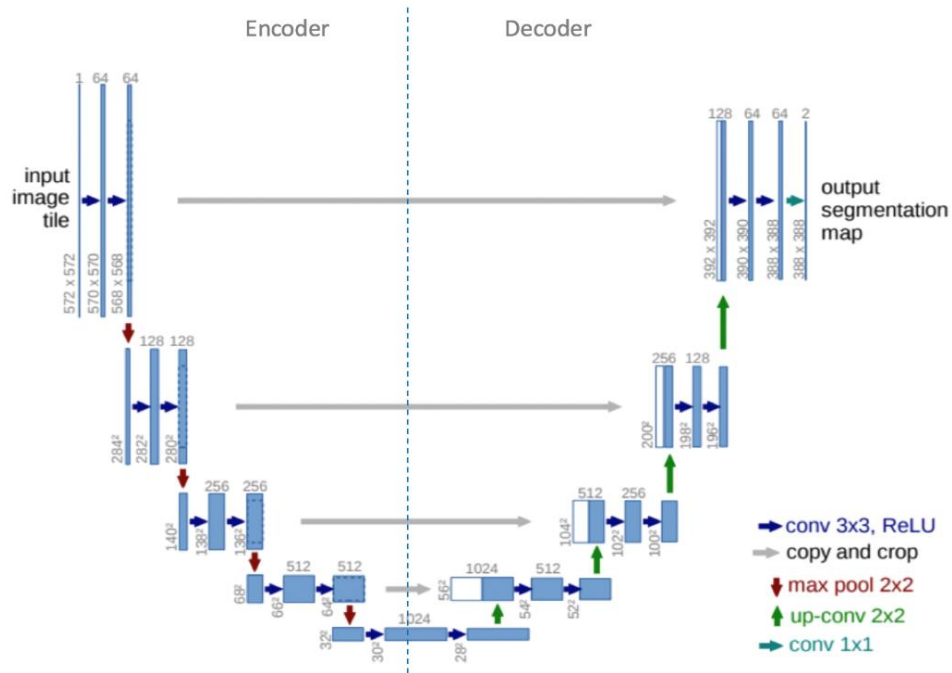 Encoder
Decoder
1 64 64
128 64 64 2
input
image
tile
output
segmentation
map
572 x 572
570 x 570
568 x 568
392 x 392
390 x 390
388 x 388
388 x 388
128 128
256 128
284²
282²
280²
200²
198²
196²
256 256
512 256
140²
138²
136²
104²
102²
100²
512 512
1024 512
68²
66²
64²
56²
54²
52²
1024
32²
30²
28²
conv 3x3, ReLU
copy and crop
max pool 2x2
up-conv 2x2
conv 1x1